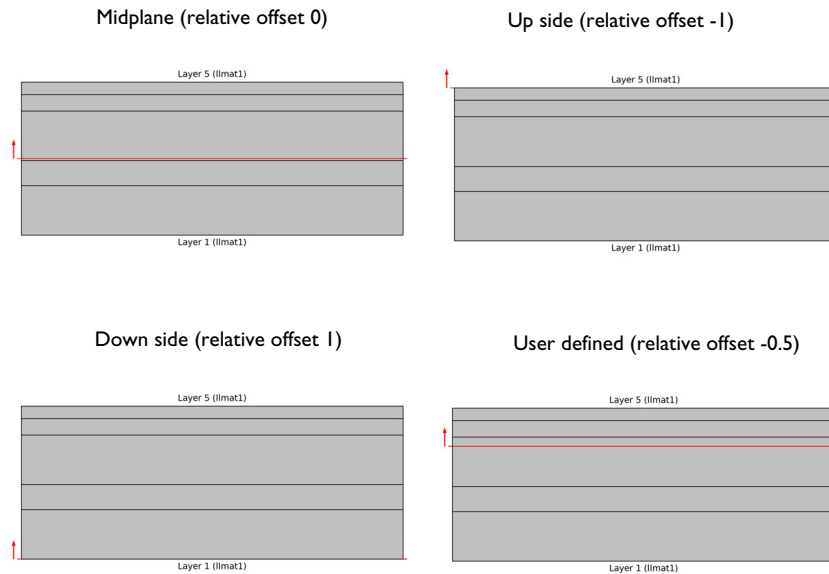 Midplane (relative offset 0)
Up side (relative offset -1)
Layer 5 (llmat1)
Layer 5 (llmat1)
Layer 1 (llmat1)
Layer 1 (llmat1)
Down side (relative offset 1)
User defined (relative offset -0.5)
Layer 5 (llmat1)
Layer 5 (llmat1)
Layer 1 (llmat1)
Layer 1 (llmat1)